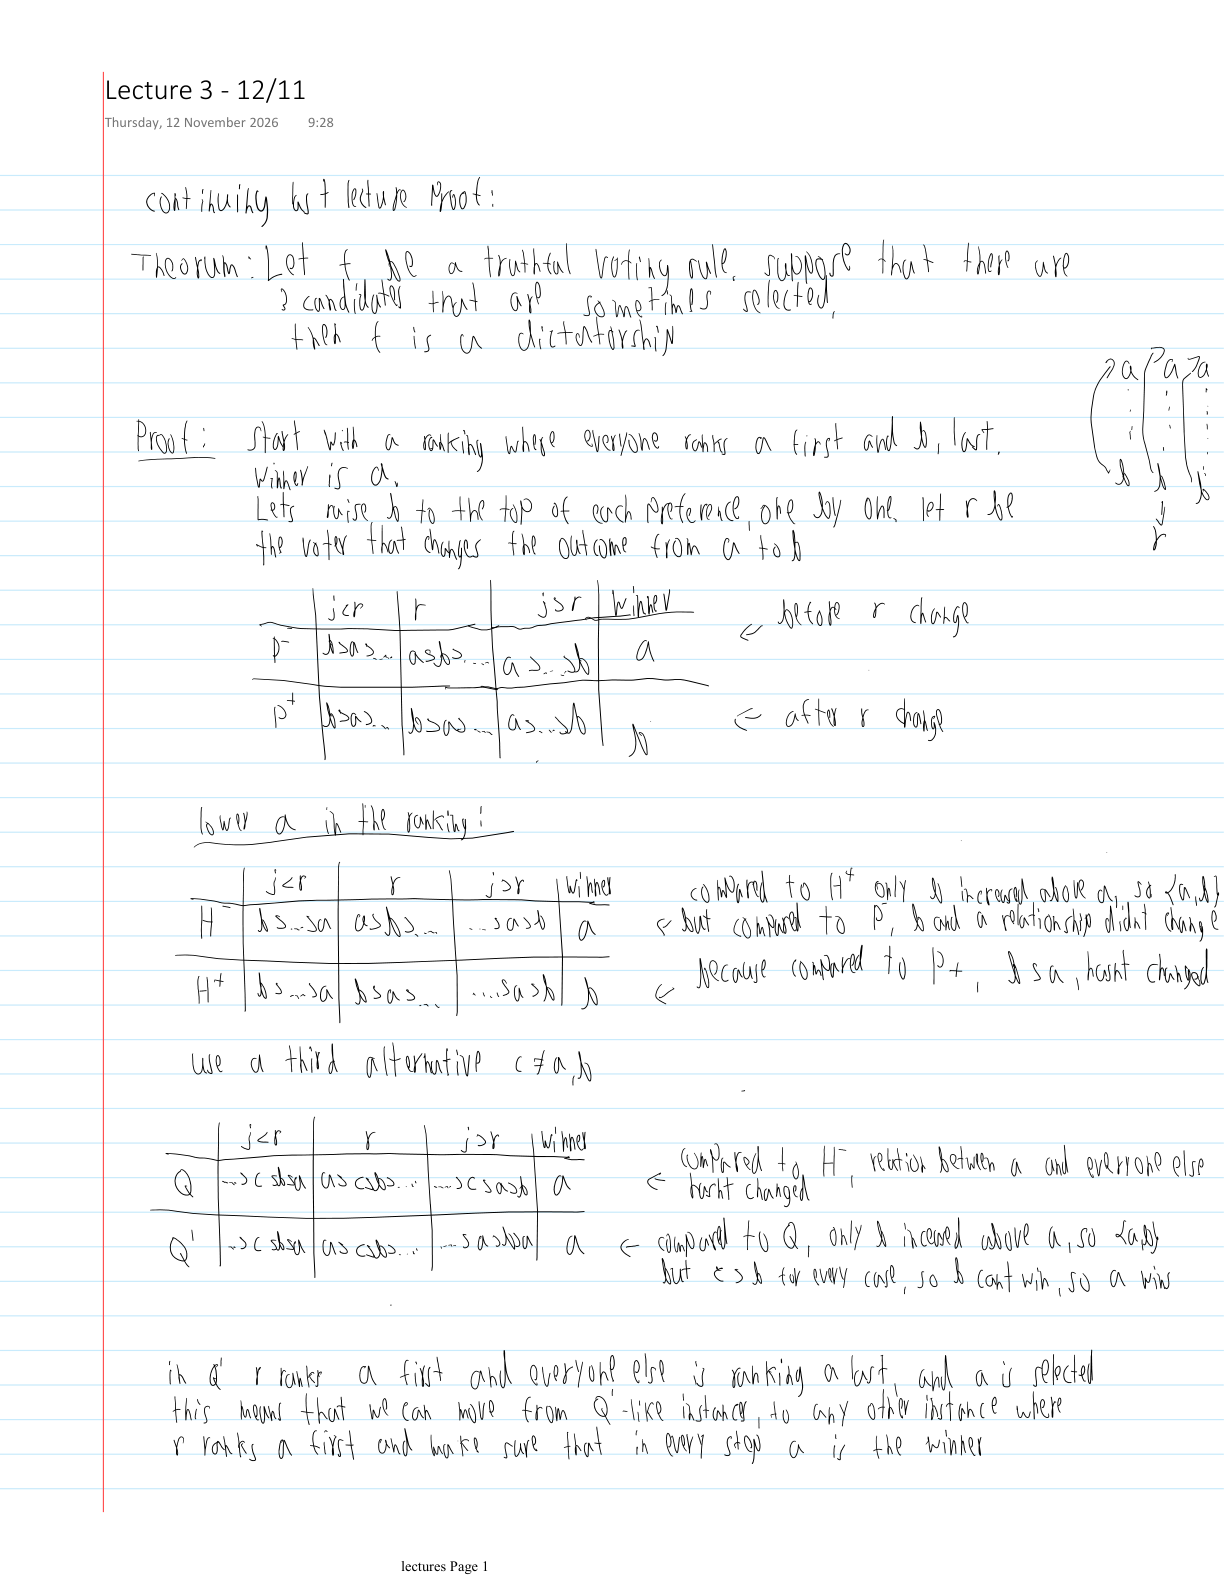 Lecture 3 - 12/11
Thursday, 12 November 2026 9:28
continuing last lecture proof:
Theorum: Let f be a truthful voting rule. suppose that there are
3 candidates that are sometimes selected,
then f is a dictatorship
>a >a >a
b b b
r
Proof: start with a ranking where everyone ranks a first and b, last.
winner is a.
Lets raise b to the top of each preference, one by one. let r be
the voter that changes the outcome from a to b
j<r r j>r winner
P⁻ b>a>... a>b>... a>...>b a ← before r change
P⁺ b>a>... b>a>... a>...>b b ← after r change
lower a in the ranking:
j<r r j>r winner
H⁻ b>...>a a>b>... ...>a>b a ← compared to H⁺ only b increased above a, so {a,b}
but compared to P⁻, b and a relationship didnt change
H⁺ b>...>a b>a>... ...>a>b b ← because compared to P+, b>a, hasnt changed
use a third alternative c≠a,b
j<r r j>r winner
Q ...>c>b>a a>c>b>... ...>c>a>b a ← compared to H⁻, relation between a and everyone else
hasnt changed
Q' ...>c>b>a a>c>b>... ...>a>b>a a ← compared to Q, only b incresed above a, so {a,b}
but c>b for every case, so b cant win, so a wins
in Q' r ranks a first and everyone else is ranking a last, and a is selected
this means that we can move from Q'-like instance, to any other instance where
r ranks a first and make sure that in every step a is the winner
lectures Page 1